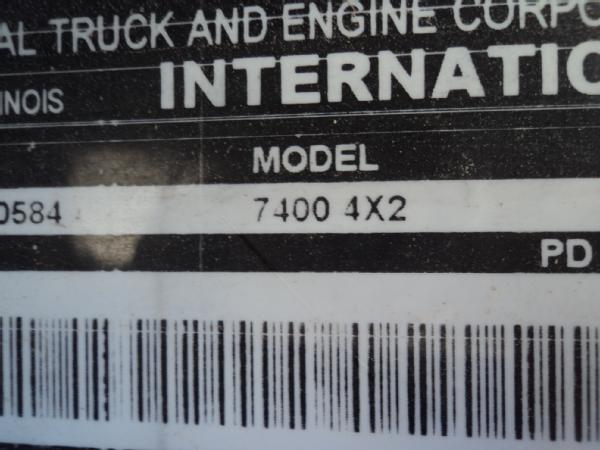 AL TRUCK AND ENGINE CORPO
INOIS INTERNATIO
MODEL
0584 7400 4X2
PD